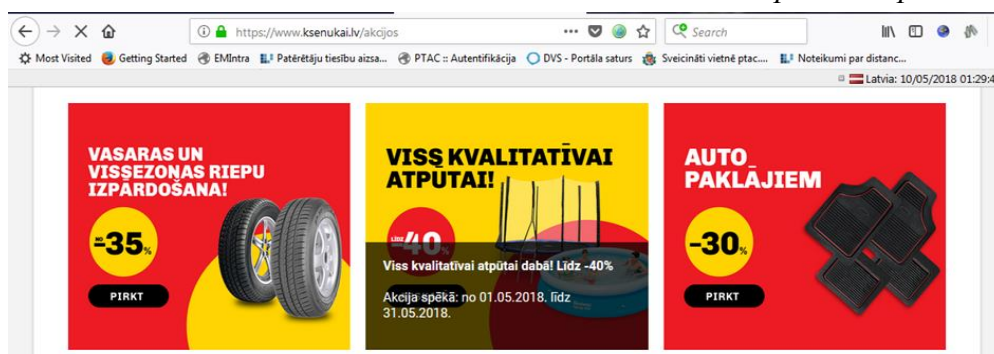 https://www.ksenukai.lv/akcijos
Search
Most Visited
Getting Started
EMIntra
Patērētāju tiesību aizsa...
PTAC :: Autentifikācija
DVS - Portāla saturs
Sveicināti vietnē ptac....
Noteikumi par distanc...
Latvia: 10/05/2018 01:29:4
VASARAS UN
VISSEZONAS RIEPU
IZPĀRDOŠANA!
NO
-35%
PIRKT
VISS KVALITATĪVAI
ATPŪTAI!
LĪDZ
-40%
Viss kvalitatīvai atpūtai dabā! Līdz -40%
Akcija spēkā: no 01.05.2018. līdz
31.05.2018.
AUTO
PAKLĀJIEM
-30%
PIRKT